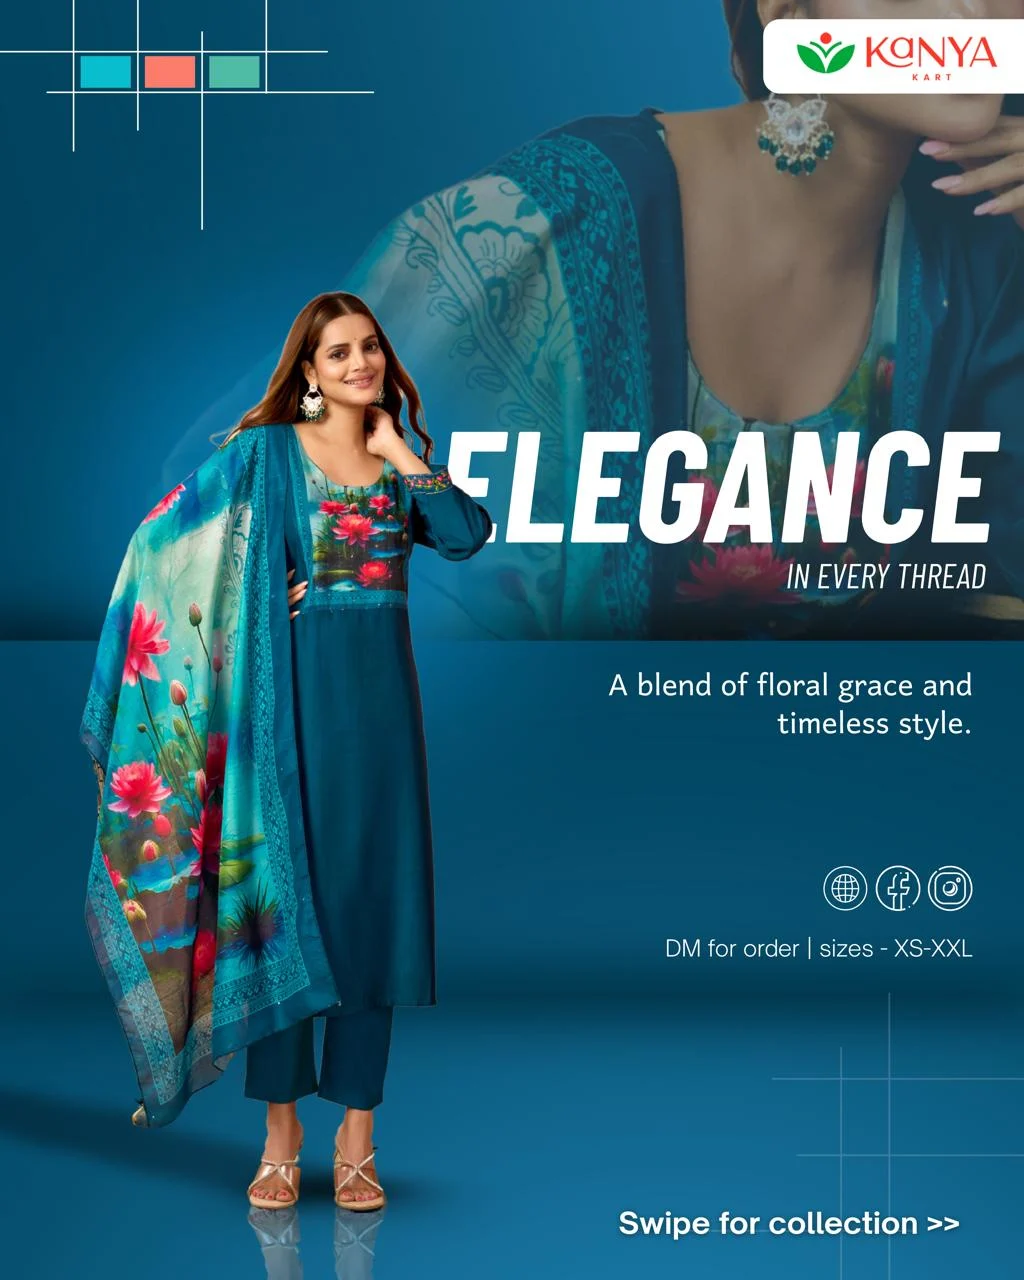 KaNYA
KART
ELEGANCE
IN EVERY THREAD
A blend of floral grace and
timeless style.
DM for order | sizes - XS-XXL
Swipe for collection >>